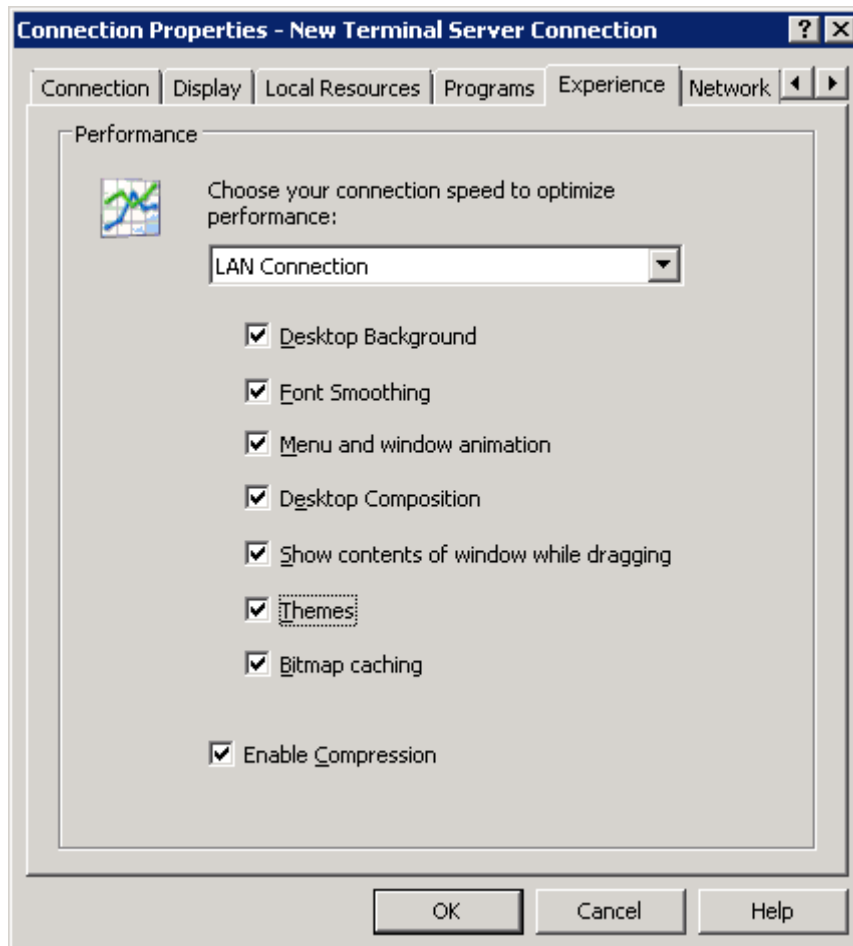 Connection Properties - New Terminal Server Connection
Connection Display Local Resources Programs Experience Network
Performance
Choose your connection speed to optimize
performance:
LAN Connection
Desktop Background
Font Smoothing
Menu and window animation
Desktop Composition
Show contents of window while dragging
Themes
Bitmap caching
Enable Compression
OK Cancel Help